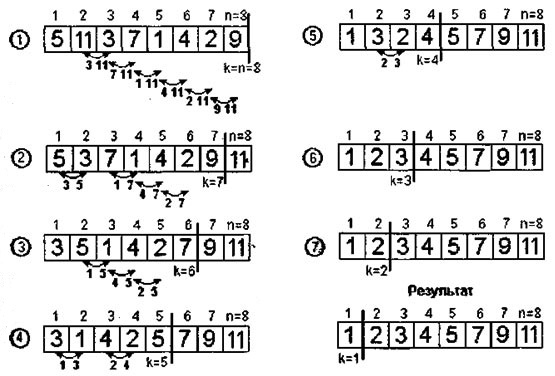 1 2 3 4 5 6 7 n=8
① 5 11 3 7 1 4 2 9
k=n=8
3 11
7 11
1 11
4 11
2 11
9 11
1 2 3 4 5 6 7 n=8
② 5 3 7 1 4 2 9 11
k=7
3 5 1 7
4 7
2 7
1 2 3 4 5 6 7 n=8
③ 3 5 1 4 2 7 9 11
k=6
1 5
4 5
2 5
1 2 3 4 5 6 7 n=8
④ 3 1 4 2 5 7 9 11
k=5
1 3 2 4
1 2 3 4 5 6 7 n=8
⑤ 1 3 2 4 5 7 9 11
2 3 k=4
1 2 3 4 5 6 7 n=8
⑥ 1 2 3 4 5 7 9 11
k=3
1 2 3 4 5 6 7 n=8
⑦ 1 2 3 4 5 7 9 11
k=2
Результат
1 2 3 4 5 6 7 n=8
1 2 3 4 5 7 9 11
k=1